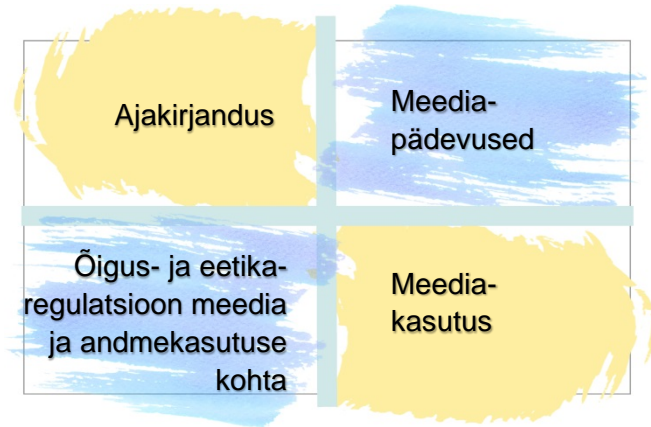 Ajakirjandus
Meedia-
pädevused
Õigus- ja eetika-
regulatsioon meedia
ja andmekasutuse
kohta
Meedia-
kasutus